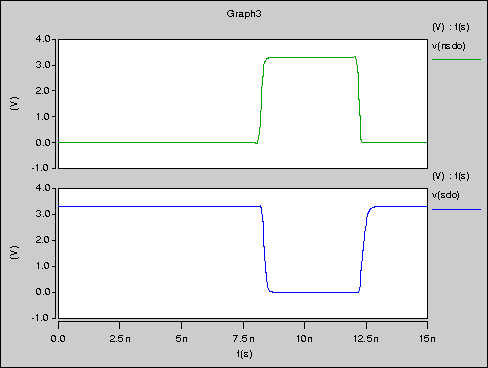 Graph3
(V) : t(s)
v(nsdo)
4.0
3.0
2.0
1.0
0.0
-1.0
(V)
(V) : t(s)
v(sdo)
4.0
3.0
2.0
1.0
0.0
-1.0
(V)
0.0 2.5n 5n 7.5n 10n 12.5n 15n
t(s)